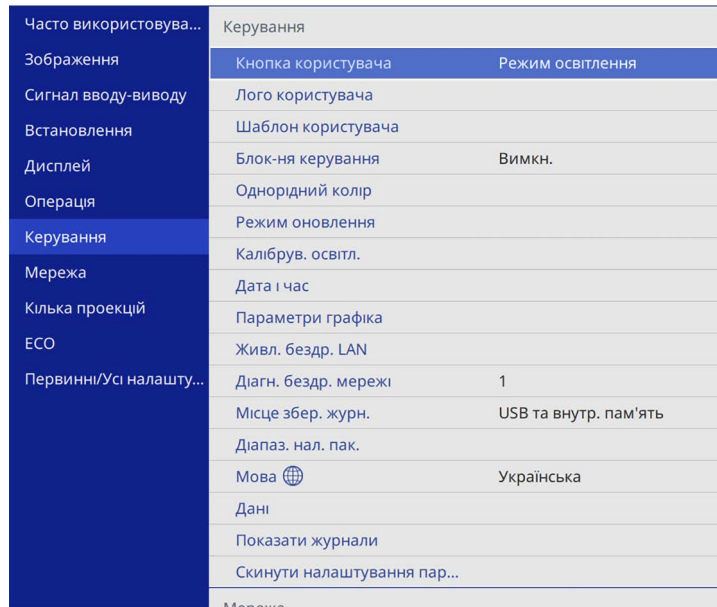 Часто використовува...
Зображення
Сигнал вводу-виводу
Встановлення
Дисплей
Операція
Керування
Мережа
Кілька проекцій
ECO
Первинні/Усі налашту...
Керування
Кнопка користувача Режим освітлення
Лого користувача
Шаблон користувача
Блок-ня керування Вимкн.
Однорідний колір
Режим оновлення
Калібрув. освітл.
Дата і час
Параметри графіка
Живл. бездр. LAN
Діагн. бездр. мережі 1
Місце збер. журн. USB та внутр. пам'ять
Діапаз. нал. пак.
Мова Українська
Дані
Показати журнали
Скинути налаштування пар...
Мережа